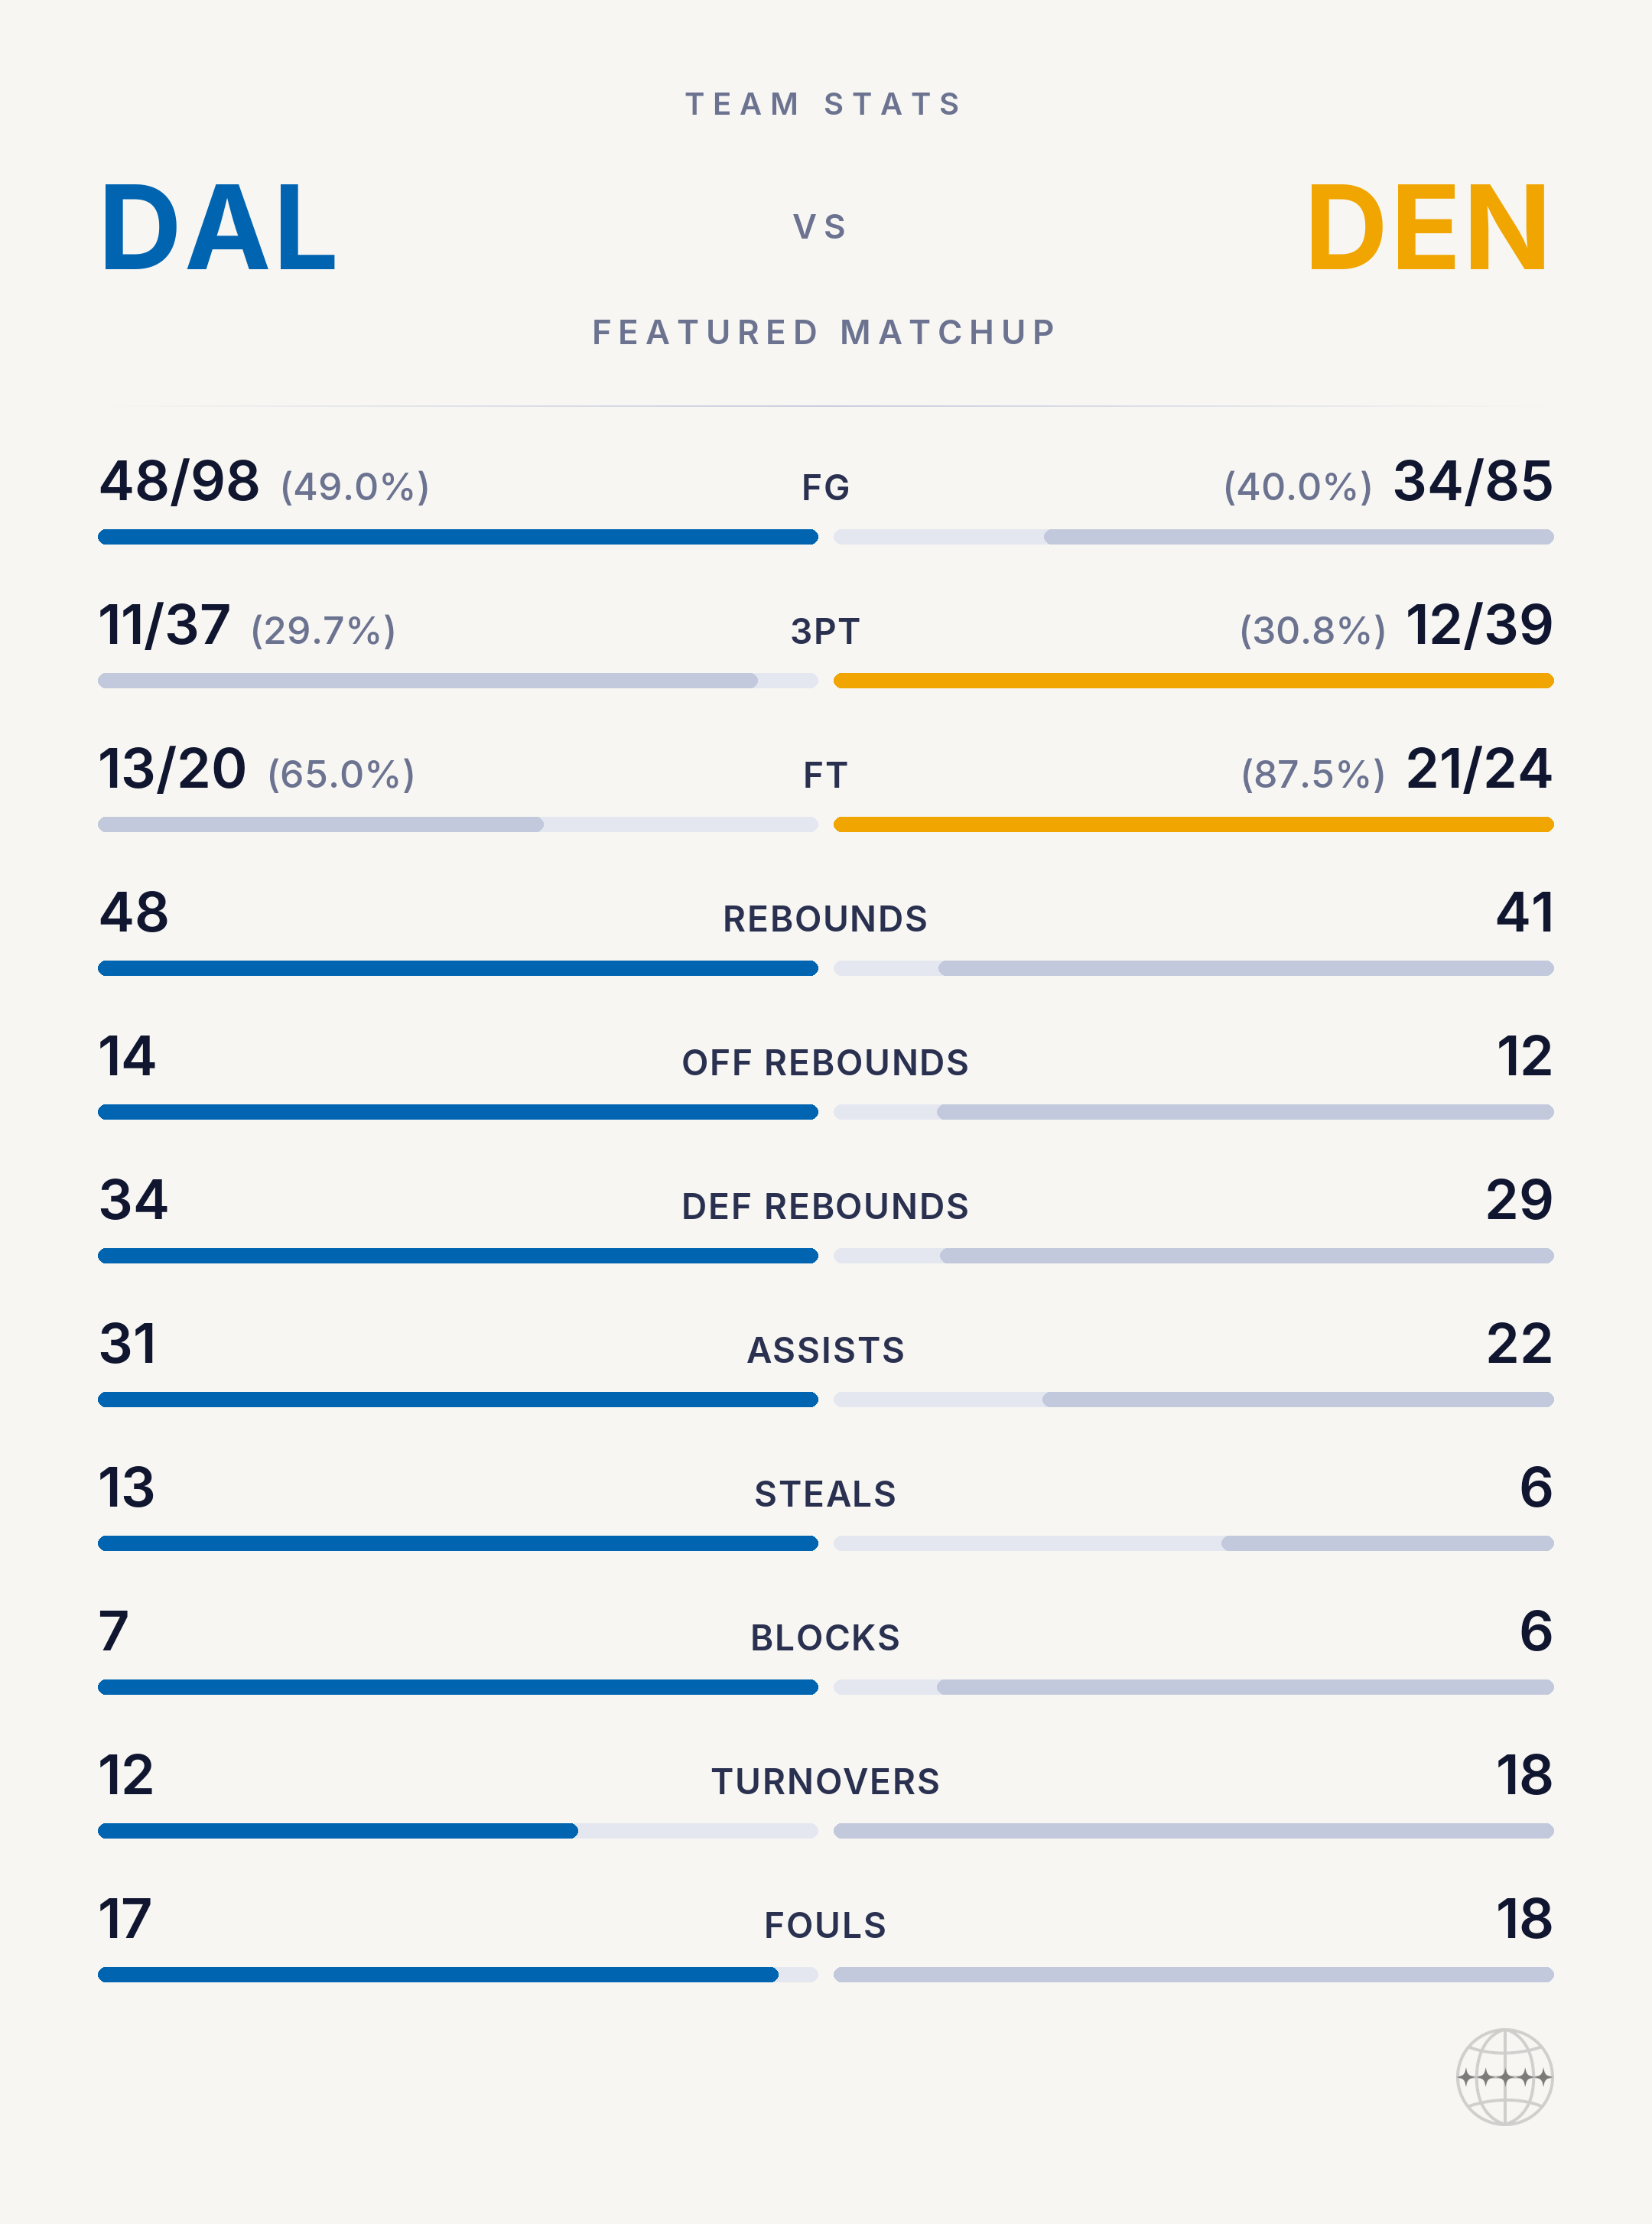 TEAM STATS
DAL VS DEN
FEATURED MATCHUP
48/98 (49.0%) FG (40.0%) 34/85
11/37 (29.7%) 3PT (30.8%) 12/39
13/20 (65.0%) FT (87.5%) 21/24
48 REBOUNDS 41
14 OFF REBOUNDS 12
34 DEF REBOUNDS 29
31 ASSISTS 22
13 STEALS 6
7 BLOCKS 6
12 TURNOVERS 18
17 FOULS 18